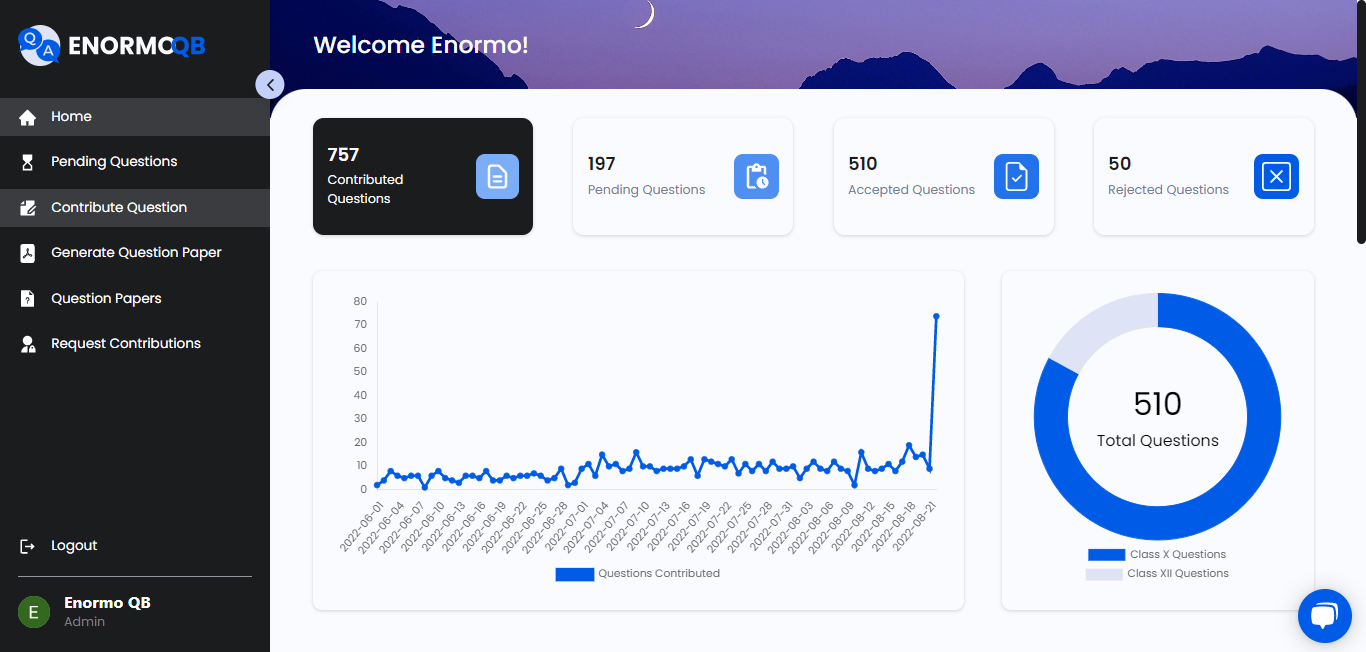 Q
A
ENORMOQB
Home
Pending Questions
Contribute Question
Generate Question Paper
Question Papers
Request Contributions
Logout
E
Enormo QB
Admin
Welcome Enormo!
757
Contributed
Questions
197
Pending Questions
510
Accepted Questions
50
Rejected Questions
80
70
60
50
40
30
20
10
0
2022-06-01
2022-06-04
2022-06-07
2022-06-10
2022-06-13
2022-06-16
2022-06-19
2022-06-22
2022-06-25
2022-06-28
2022-07-01
2022-07-04
2022-07-07
2022-07-10
2022-07-13
2022-07-16
2022-07-19
2022-07-22
2022-07-25
2022-07-28
2022-07-31
2022-08-03
2022-08-06
2022-08-09
2022-08-12
2022-08-15
2022-08-18
2022-08-21
Questions Contributed
510
Total Questions
Class X Questions
Class XII Questions